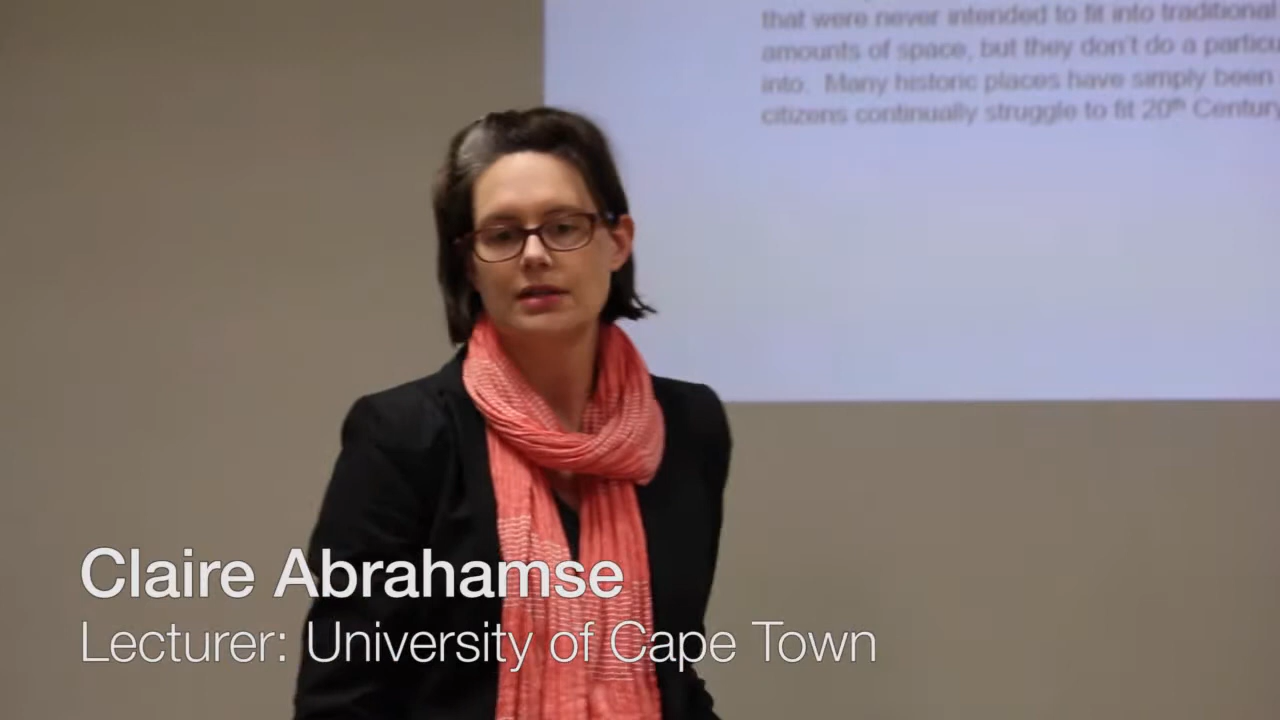 that were never intended to fit into traditional
amounts of space, but they don't do a
into. Many historic places have simply been
citizens continually struggle to fit 20th Century
Claire Abrahamse
Lecturer: University of Cape Town